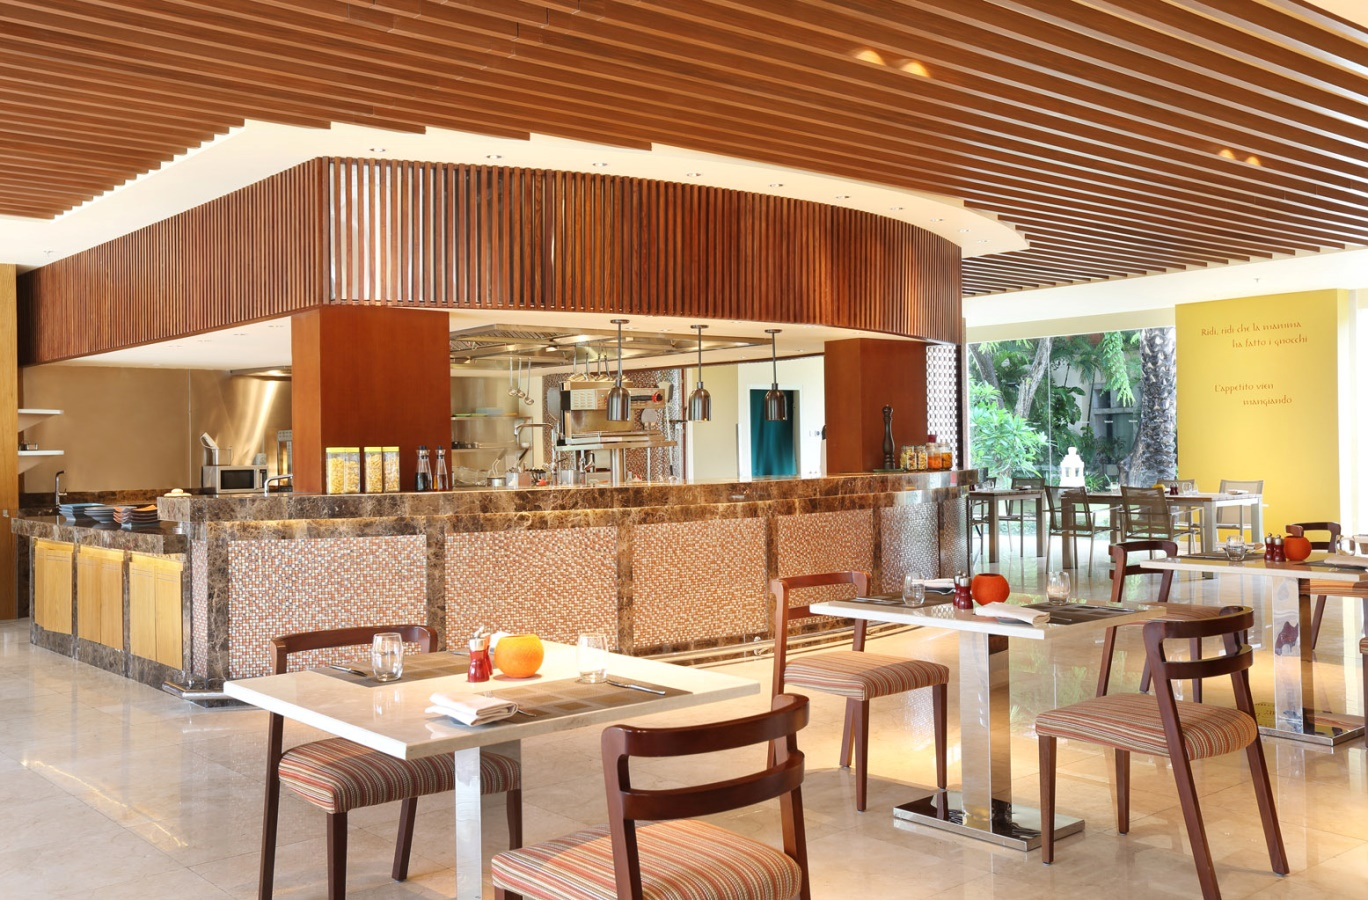 Ridi, ridi che la mamma
ha fatto i gnocchi
L'appetito vien
mangiando